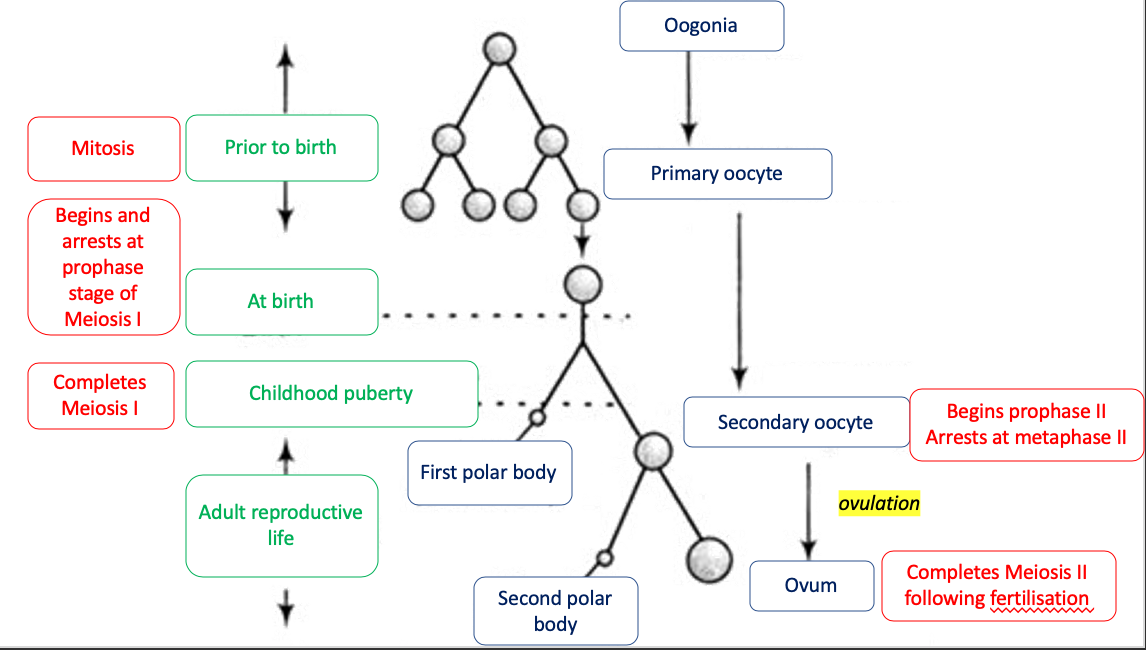 Oogonia
Mitosis
Prior to birth
Primary oocyte
Begins and
arrests at
prophase
stage of
Meiosis I
At birth
Completes
Meiosis I
Childhood puberty
Secondary oocyte
Begins prophase II
Arrests at metaphase II
First polar body
ovulation
Adult reproductive
life
Ovum
Completes Meiosis II
following fertilisation
Second polar
body